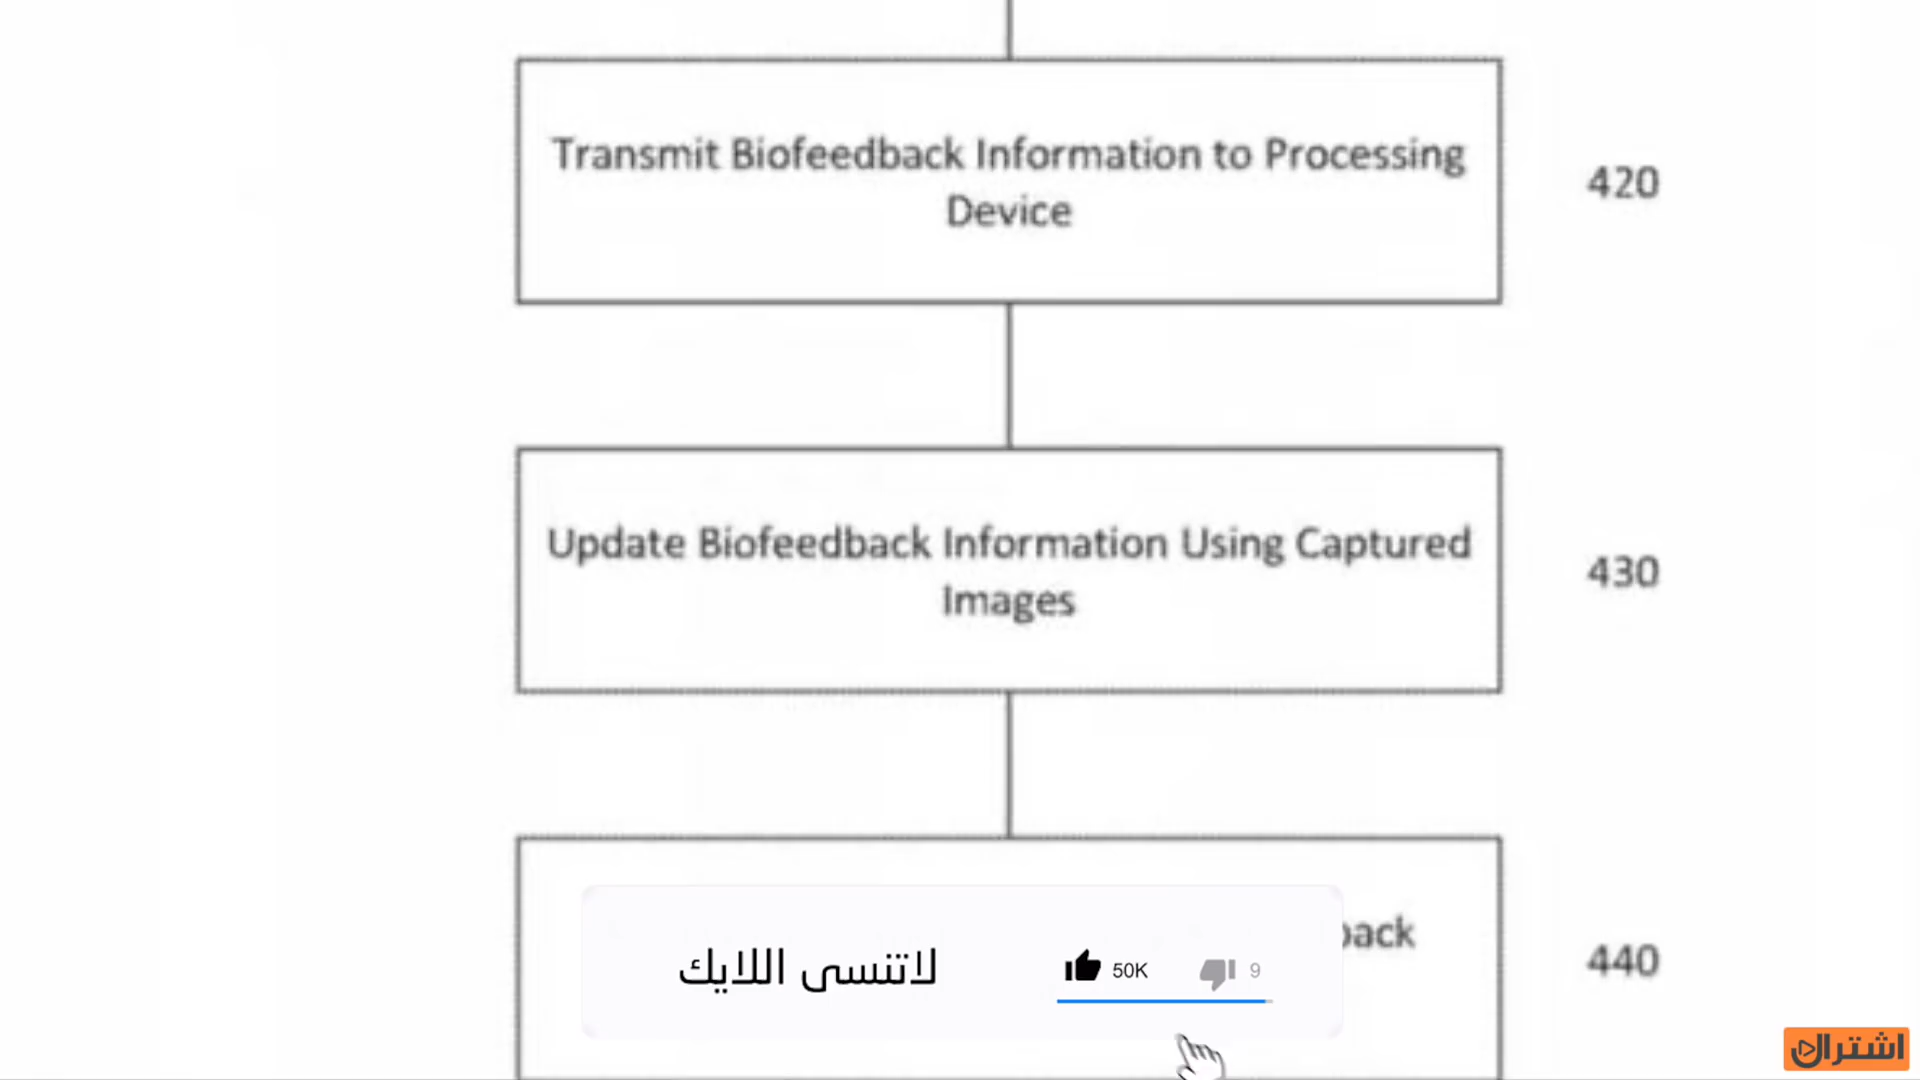 Transmit Biofeedback Information to Processing
Device
420
Update Biofeedback Information Using Captured
Images
430
440
لاتنسى اللايك
50K
9
اشتراك